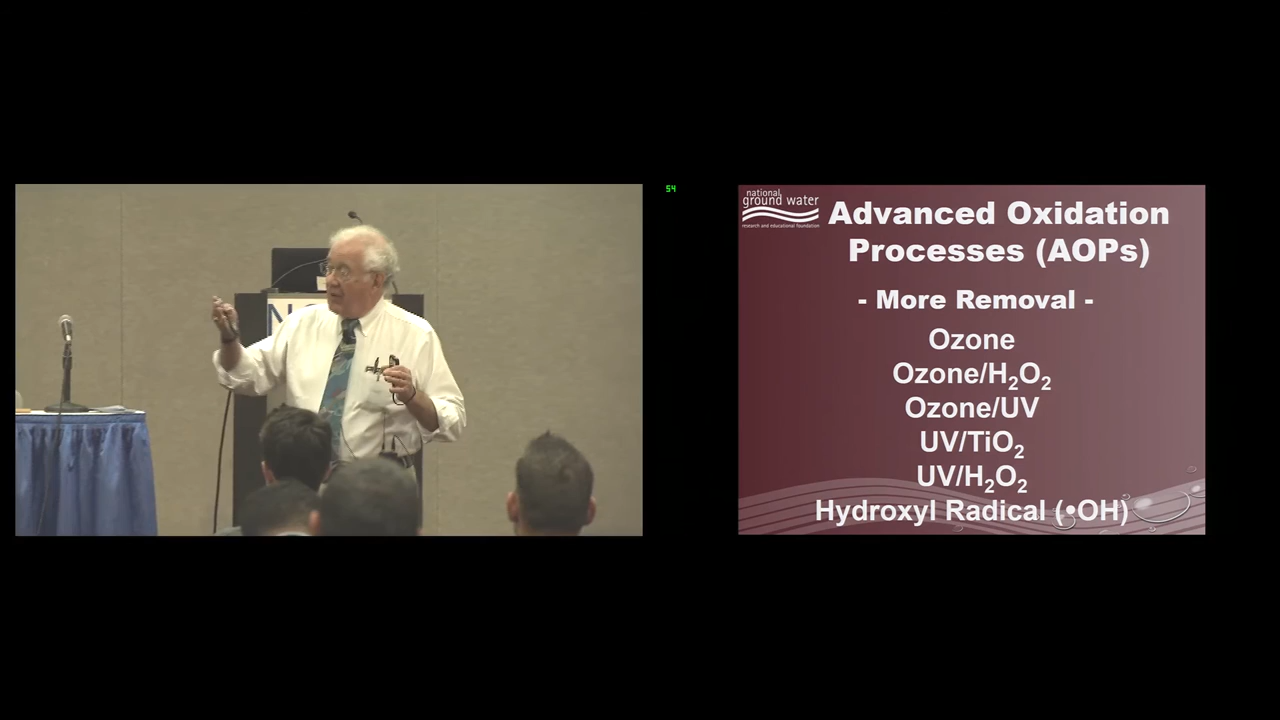 N
54
national
ground water
research and educational foundation
Advanced Oxidation
Processes (AOPs)
- More Removal -
Ozone
Ozone/H₂O₂
Ozone/UV
UV/TiO₂
UV/H₂O₂
Hydroxyl Radical (•OH)